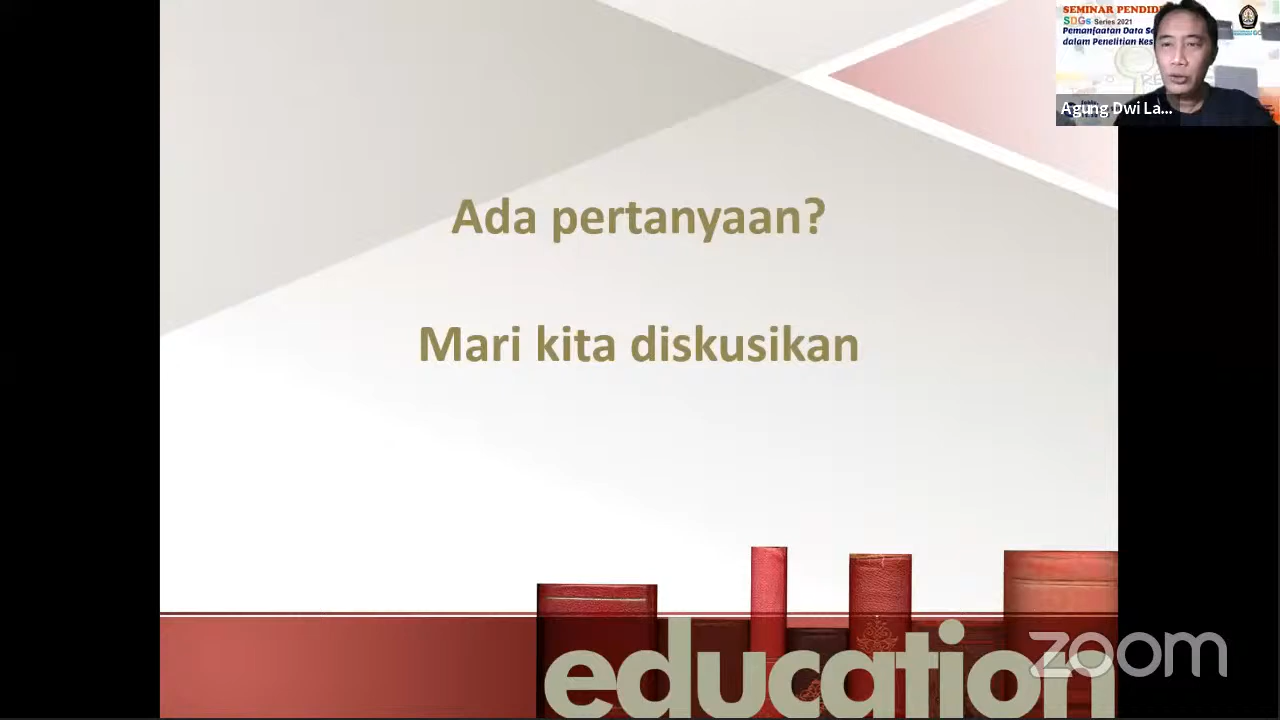 SEMINAR PENDIDI
SDGs Series 2021
Pemanfaatan Data Se
dalam Penelitian Kes
Agung Dwi La...
Ada pertanyaan?
Mari kita diskusikan
education
zoom